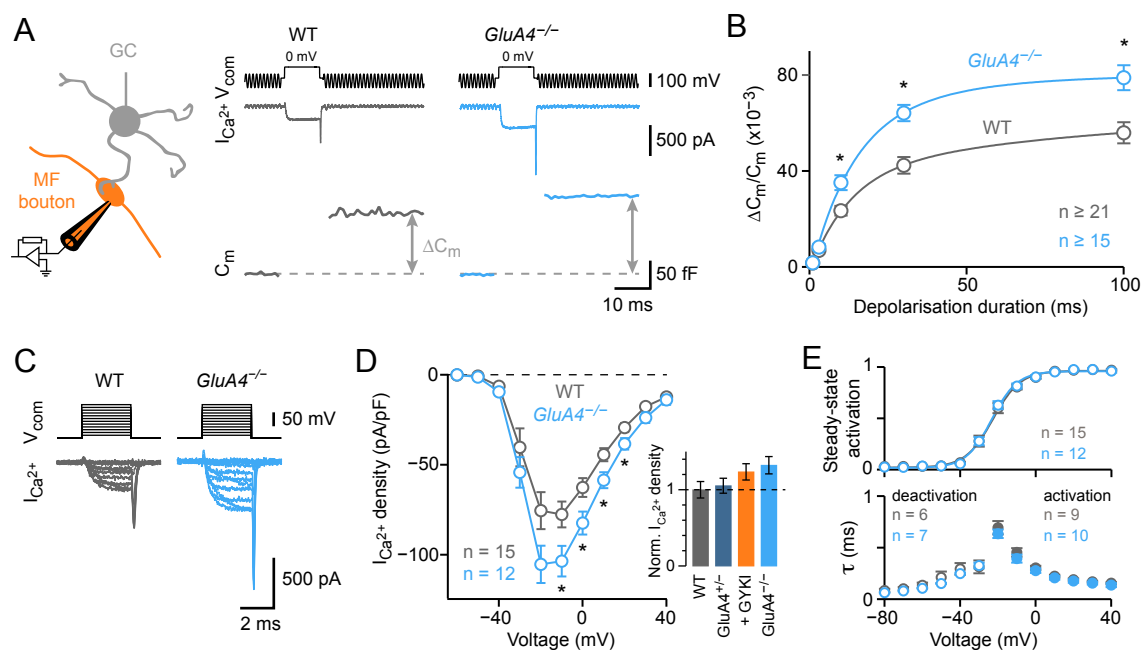 A
GC
MF
bouton
WT
GluA4−/−
0 mV
0 mV
Vcom
100 mV
ICa2+
500 pA
ΔCm
Cm
50 fF
10 ms
B
GluA4−/−
WT
*
*
*
ΔCm/Cm (x10−3)
80
40
0
n ≥ 21
n ≥ 15
0
50
100
Depolarisation duration (ms)
C
WT
GluA4−/−
Vcom
50 mV
ICa2+
500 pA
2 ms
D
WT
GluA4−/−
ICa2+ density (pA/pF)
0
−50
−100
n = 15
n = 12
*
*
*
*
−40
0
40
Voltage (mV)
Norm. ICa2+ density
1
0
WT
GluA4+/−
+ GYKI
GluA4−/−
E
Steady-state
activation
1
0
n = 15
n = 12
deactivation
n = 6
n = 7
activation
n = 9
n = 10
τ (ms)
1
0
−80
−40
0
40
Voltage (mV)